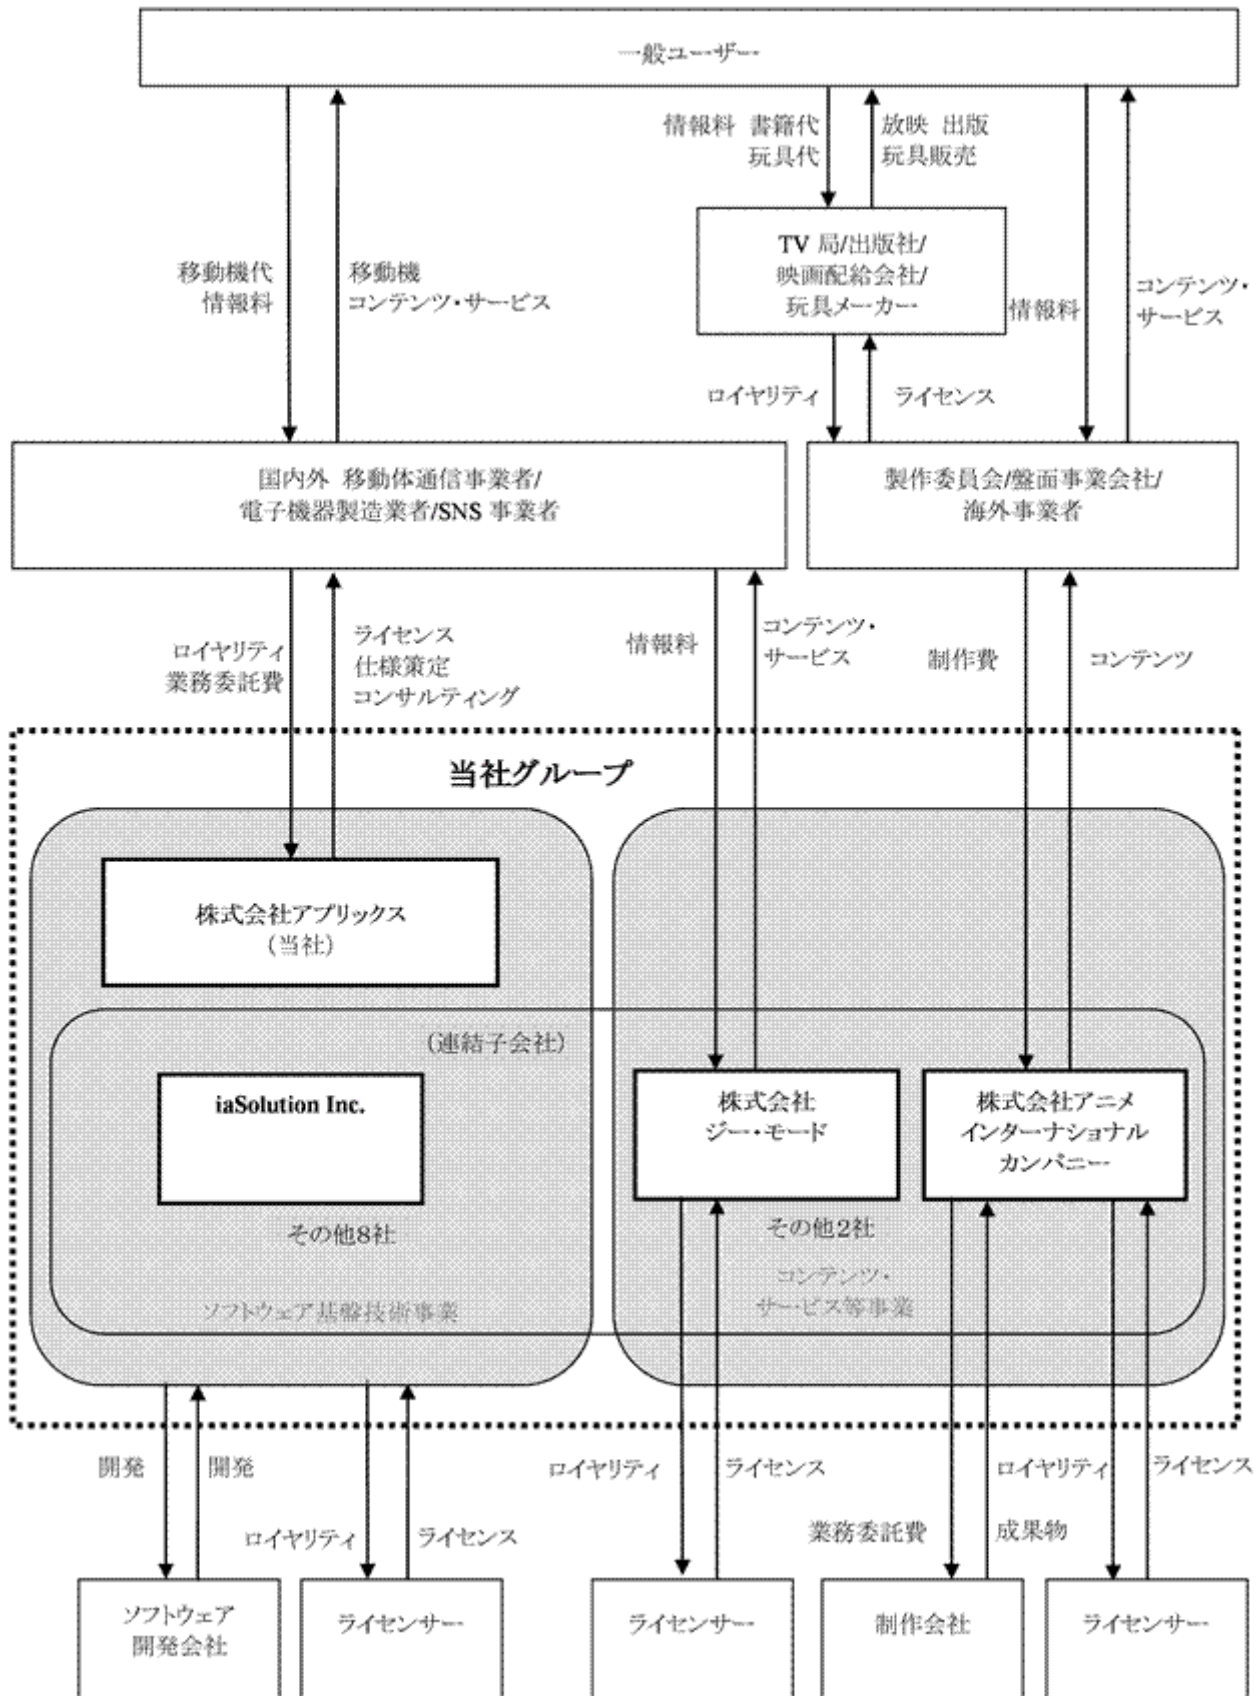 一般ユーザー
情報料 書籍代
玩具代
放映 出版
玩具販売
TV 局/出版社/
映画配給会社/
玩具メーカー
移動機代
情報料
移動機
コンテンツ・サービス
情報料
コンテンツ・
サービス
ロイヤリティ
ライセンス
国内外 移動体通信事業者/
電子機器製造業者/SNS 事業者
製作委員会/盤面事業会社/
海外事業者
ロイヤリティ
業務委託費
ライセンス
仕様策定
コンサルティング
情報料
コンテンツ・
サービス
制作費
コンテンツ
当社グループ
株式会社アプリックス
(当社)
(連結子会社)
iaSolution Inc.
株式会社
ジー・モード
株式会社アニメ
インターナショナル
カンパニー
その他8社
その他2社
ソフトウェア基盤技術事業
コンテンツ・
サービス等事業
開発
開発
ロイヤリティ
ライセンス
ロイヤリティ
ライセンス
業務委託費
成果物
ロイヤリティ
ライセンス
ソフトウェア
開発会社
ライセンサー
ライセンサー
制作会社
ライセンサー